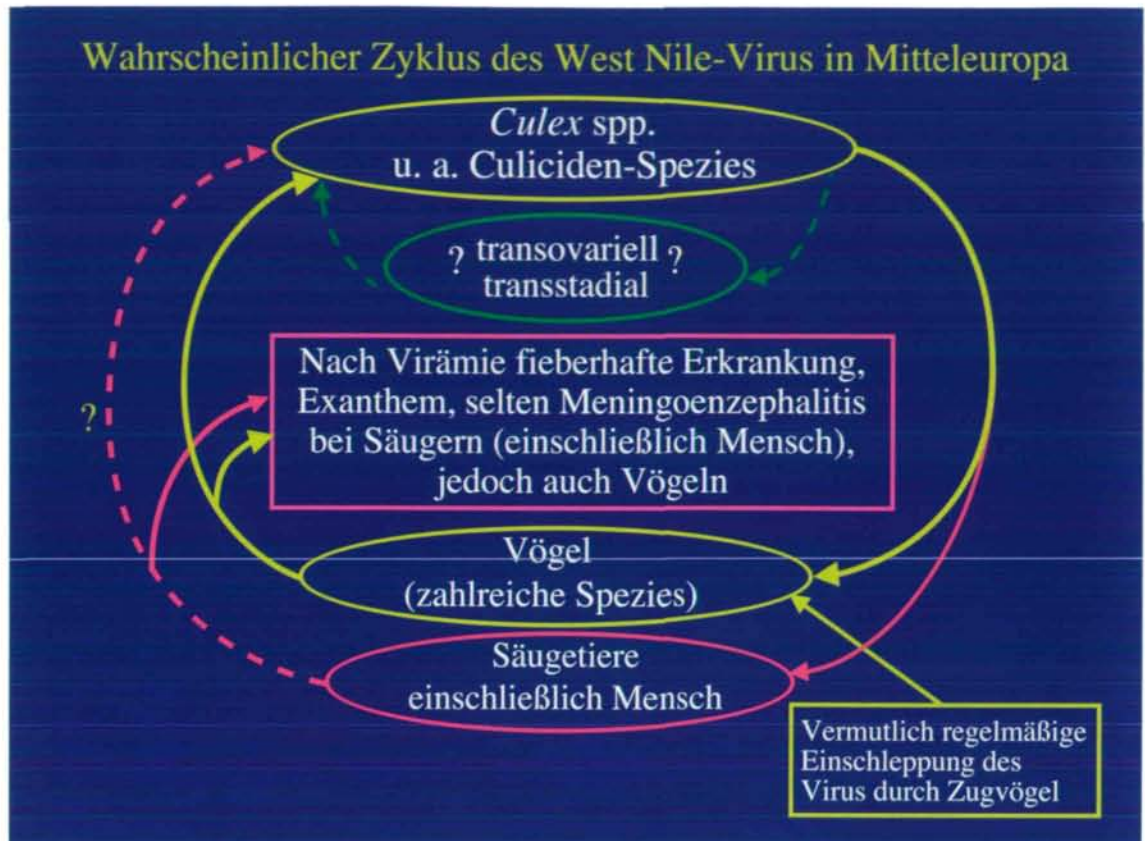 Wahrscheinlicher Zyklus des West Nile-Virus in Mitteleuropa
Culex spp.
u. a. Culiciden-Spezies
? transovariell ?
transstadial
Nach Virämie fieberhafte Erkrankung,
Exanthem, selten Meningoenzephalitis
bei Säugern (einschließlich Mensch),
jedoch auch Vögeln
?
Vögel
(zahlreiche Spezies)
Säugetiere
einschließlich Mensch
Vermutlich regelmäßige
Einschleppung des
Virus durch Zugvögel